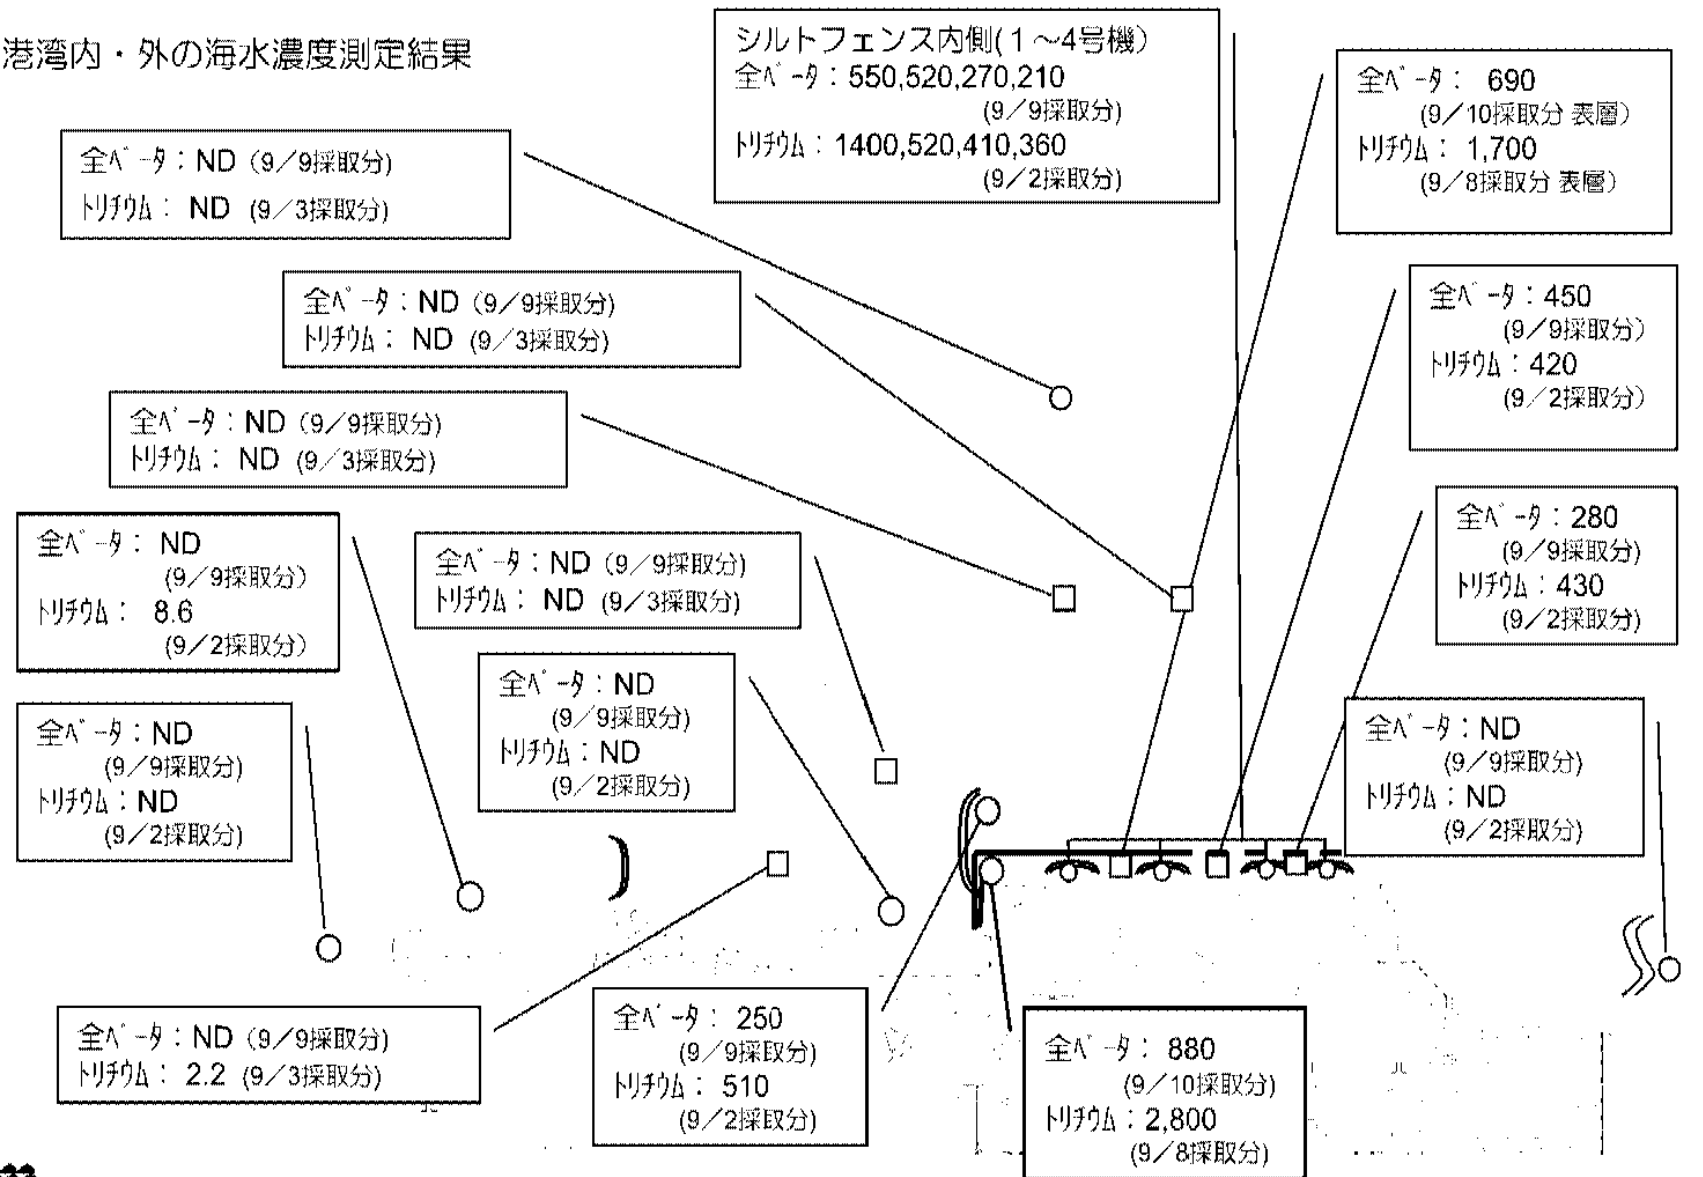 港湾内・外の海水濃度測定結果
シルトフェンス内側(1～4号機)
全ﾍﾞｰﾀ：550,520,270,210
(9／9採取分)
ﾄﾘﾁｳﾑ：1400,520,410,360
(9／2採取分)
全ﾍﾞｰﾀ： 690
(9／10採取分 表層)
ﾄﾘﾁｳﾑ： 1,700
(9／8採取分 表層)
全ﾍﾞｰﾀ：ND (9／9採取分)
ﾄﾘﾁｳﾑ： ND (9／3採取分)
全ﾍﾞｰﾀ：ND (9／9採取分)
ﾄﾘﾁｳﾑ： ND (9／3採取分)
全ﾍﾞｰﾀ：450
(9／9採取分)
ﾄﾘﾁｳﾑ：420
(9／2採取分)
全ﾍﾞｰﾀ：ND (9／9採取分)
ﾄﾘﾁｳﾑ： ND (9／3採取分)
全ﾍﾞｰﾀ：280
(9／9採取分)
ﾄﾘﾁｳﾑ：430
(9／2採取分)
全ﾍﾞｰﾀ： ND
(9／9採取分)
ﾄﾘﾁｳﾑ： 8.6
(9／2採取分)
全ﾍﾞｰﾀ：ND (9／9採取分)
ﾄﾘﾁｳﾑ： ND (9／3採取分)
全ﾍﾞｰﾀ：ND
(9／9採取分)
ﾄﾘﾁｳﾑ：ND
(9／2採取分)
全ﾍﾞｰﾀ：ND
(9／9採取分)
ﾄﾘﾁｳﾑ：ND
(9／2採取分)
全ﾍﾞｰﾀ：ND
(9／9採取分)
ﾄﾘﾁｳﾑ：ND
(9／2採取分)
全ﾍﾞｰﾀ：ND (9／9採取分)
ﾄﾘﾁｳﾑ： 2.2 (9／3採取分)
全ﾍﾞｰﾀ： 250
(9／9採取分)
ﾄﾘﾁｳﾑ： 510
(9／2採取分)
全ﾍﾞｰﾀ： 880
(9／10採取分)
ﾄﾘﾁｳﾑ：2,800
(9／8採取分)